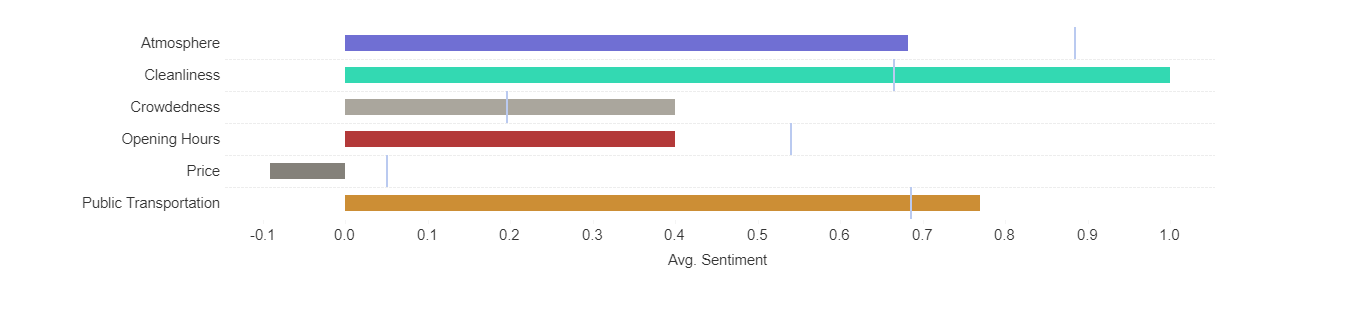 Atmosphere
Cleanliness
Crowdedness
Opening Hours
Price
Public Transportation
-0.1 0.0 0.1 0.2 0.3 0.4 0.5 0.6 0.7 0.8 0.9 1.0
Avg. Sentiment